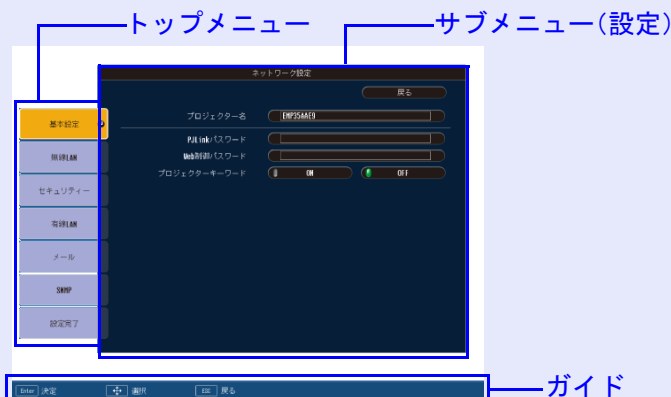 トップメニュー
サブメニュー(設定)
ネットワーク設定
戻る
基本設定
無線LAN
セキュリティー
有線LAN
メール
SNMP
設定完了
プロジェクター名 EMP35AAE9
PJLinkパスワード
Web制御パスワード
プロジェクターキーワード ON OFF
Enter 決定 選択 ESC 戻る
ガイド